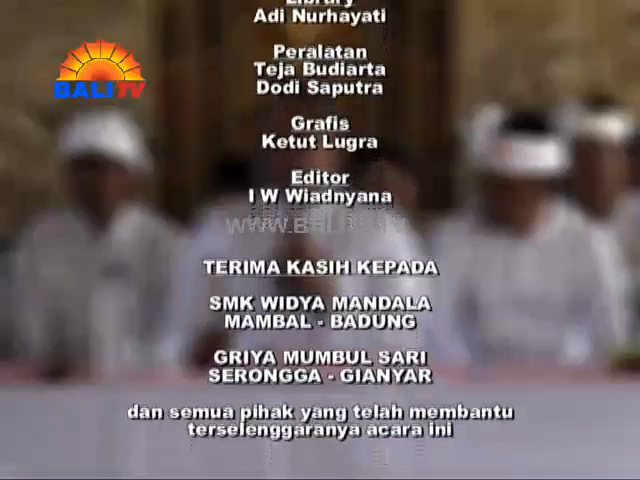 Library
Adi Nurhayati
Peralatan
Teja Budiarta
Dodi Saputra
BALI TV
Grafis
Ketut Lugra
Editor
I W Wiadnyana
TERIMA KASIH KEPADA
SMK WIDYA MANDALA
MAMBAL - BADUNG
GRIYA MUMBUL SARI
SERONGGA - GIANYAR
dan semua pihak yang telah membantu
terselenggaranya acara ini